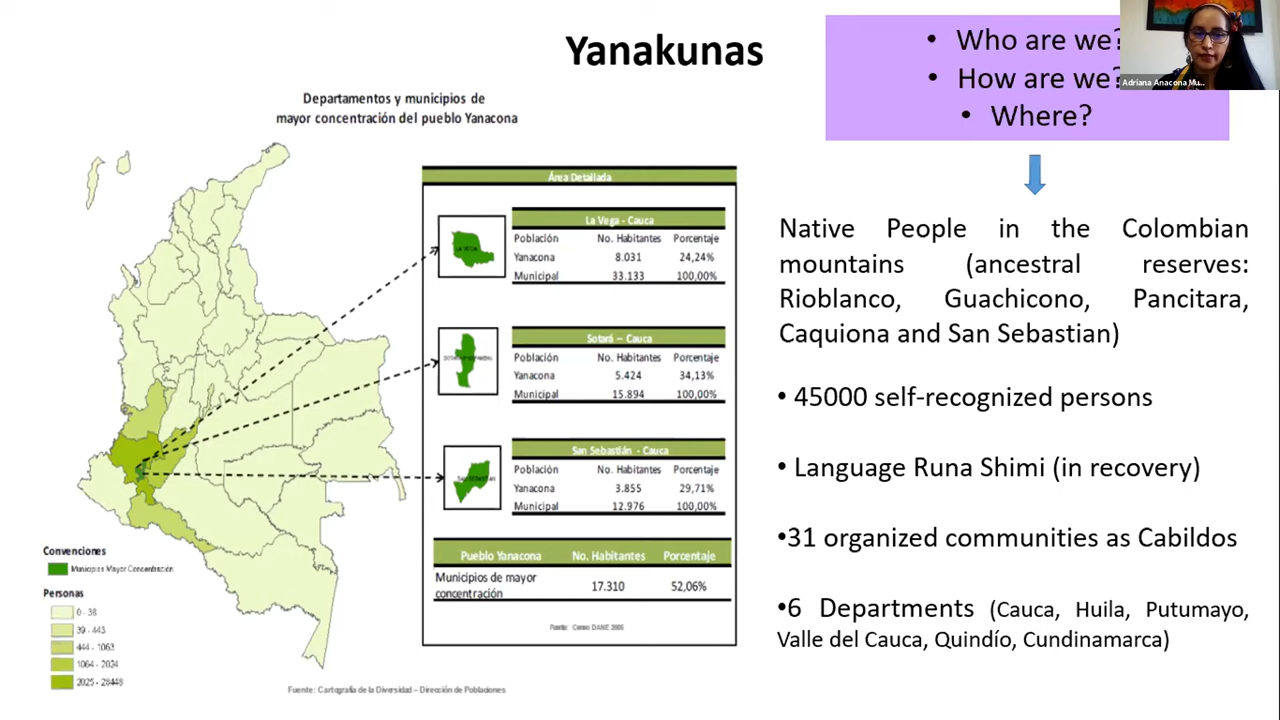 Yanakunas
• Who are we?
• How are we?
• Where?
Adriana Anacona Mu...
Departamentos y municipios de
mayor concentración del pueblo Yanacona
Área Detallada
La Vega - Cauca
Población No. Habitantes Porcentaje
Yanacona 8.031 24,24%
Municipal 33.133 100,00%
LA VEGA
Sotará – Cauca
Población No. Habitantes Porcentaje
Yanacona 5.424 34,13%
Municipal 15.894 100,00%
San Sebastián - Cauca
Población No. Habitantes Porcentaje
Yanacona 3.855 29,71%
Municipal 12.976 100,00%
SAN SEBASTIAN
Pueblo Yanacona No. Habitantes Porcentaje
Municipios de mayor
concentración 17.310 52,06%
Fuente: Censo DANE 2005
Convenciones
Municipios Mayor Concentración
Personas
0 - 38
39 - 443
444 - 1063
1064 - 2024
2025 - 28448
Fuente: Cartografía de la Diversidad – Dirección de Poblaciones
Native People in the Colombian
mountains (ancestral reserves:
Rioblanco, Guachicono, Pancitara,
Caquiona and San Sebastian)
• 45000 self-recognized persons
• Language Runa Shimi (in recovery)
•31 organized communities as Cabildos
•6 Departments (Cauca, Huila, Putumayo,
Valle del Cauca, Quindío, Cundinamarca)